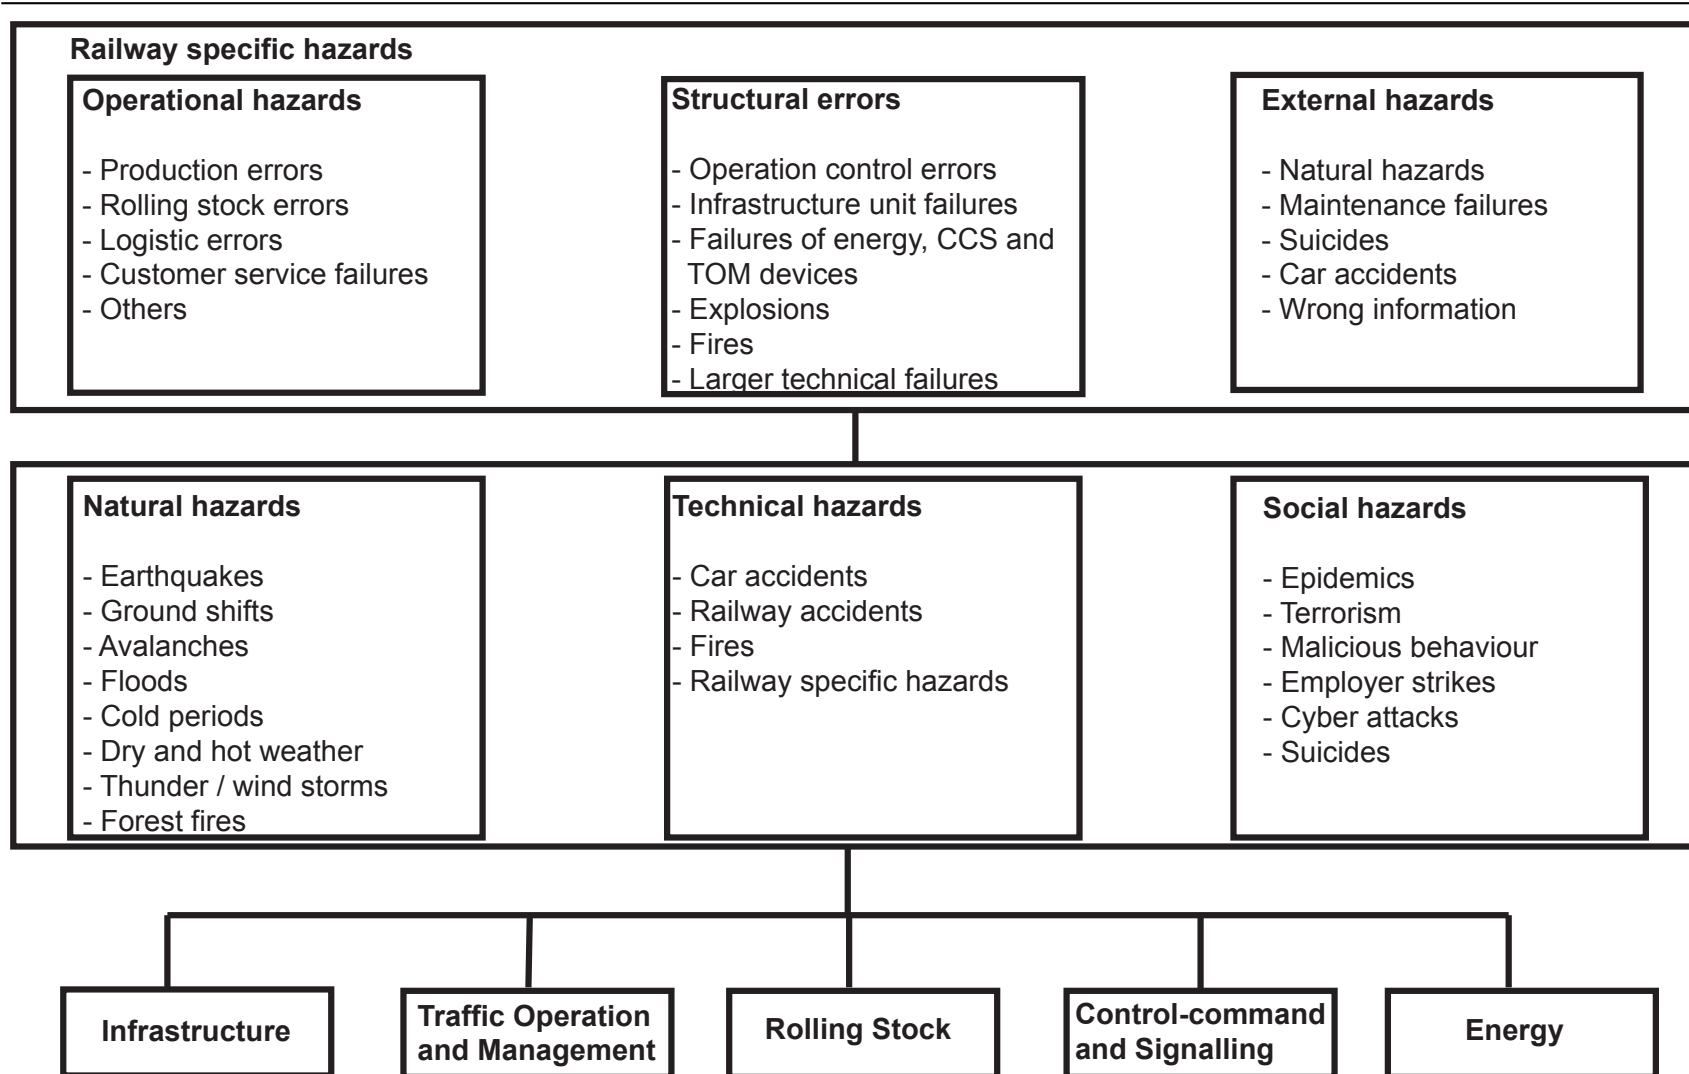 Railway specific hazards
Operational hazards
- Production errors
- Rolling stock errors
- Logistic errors
- Customer service failures
- Others
Structural errors
- Operation control errors
- Infrastructure unit failures
- Failures of energy, CCS and
TOM devices
- Explosions
- Fires
- Larger technical failures
External hazards
- Natural hazards
- Maintenance failures
- Suicides
- Car accidents
- Wrong information
Natural hazards
- Earthquakes
- Ground shifts
- Avalanches
- Floods
- Cold periods
- Dry and hot weather
- Thunder / wind storms
- Forest fires
Technical hazards
- Car accidents
- Railway accidents
- Fires
- Railway specific hazards
Social hazards
- Epidemics
- Terrorism
- Malicious behaviour
- Employer strikes
- Cyber attacks
- Suicides
Infrastructure
Traffic Operation
and Management
Rolling Stock
Control-command
and Signalling
Energy